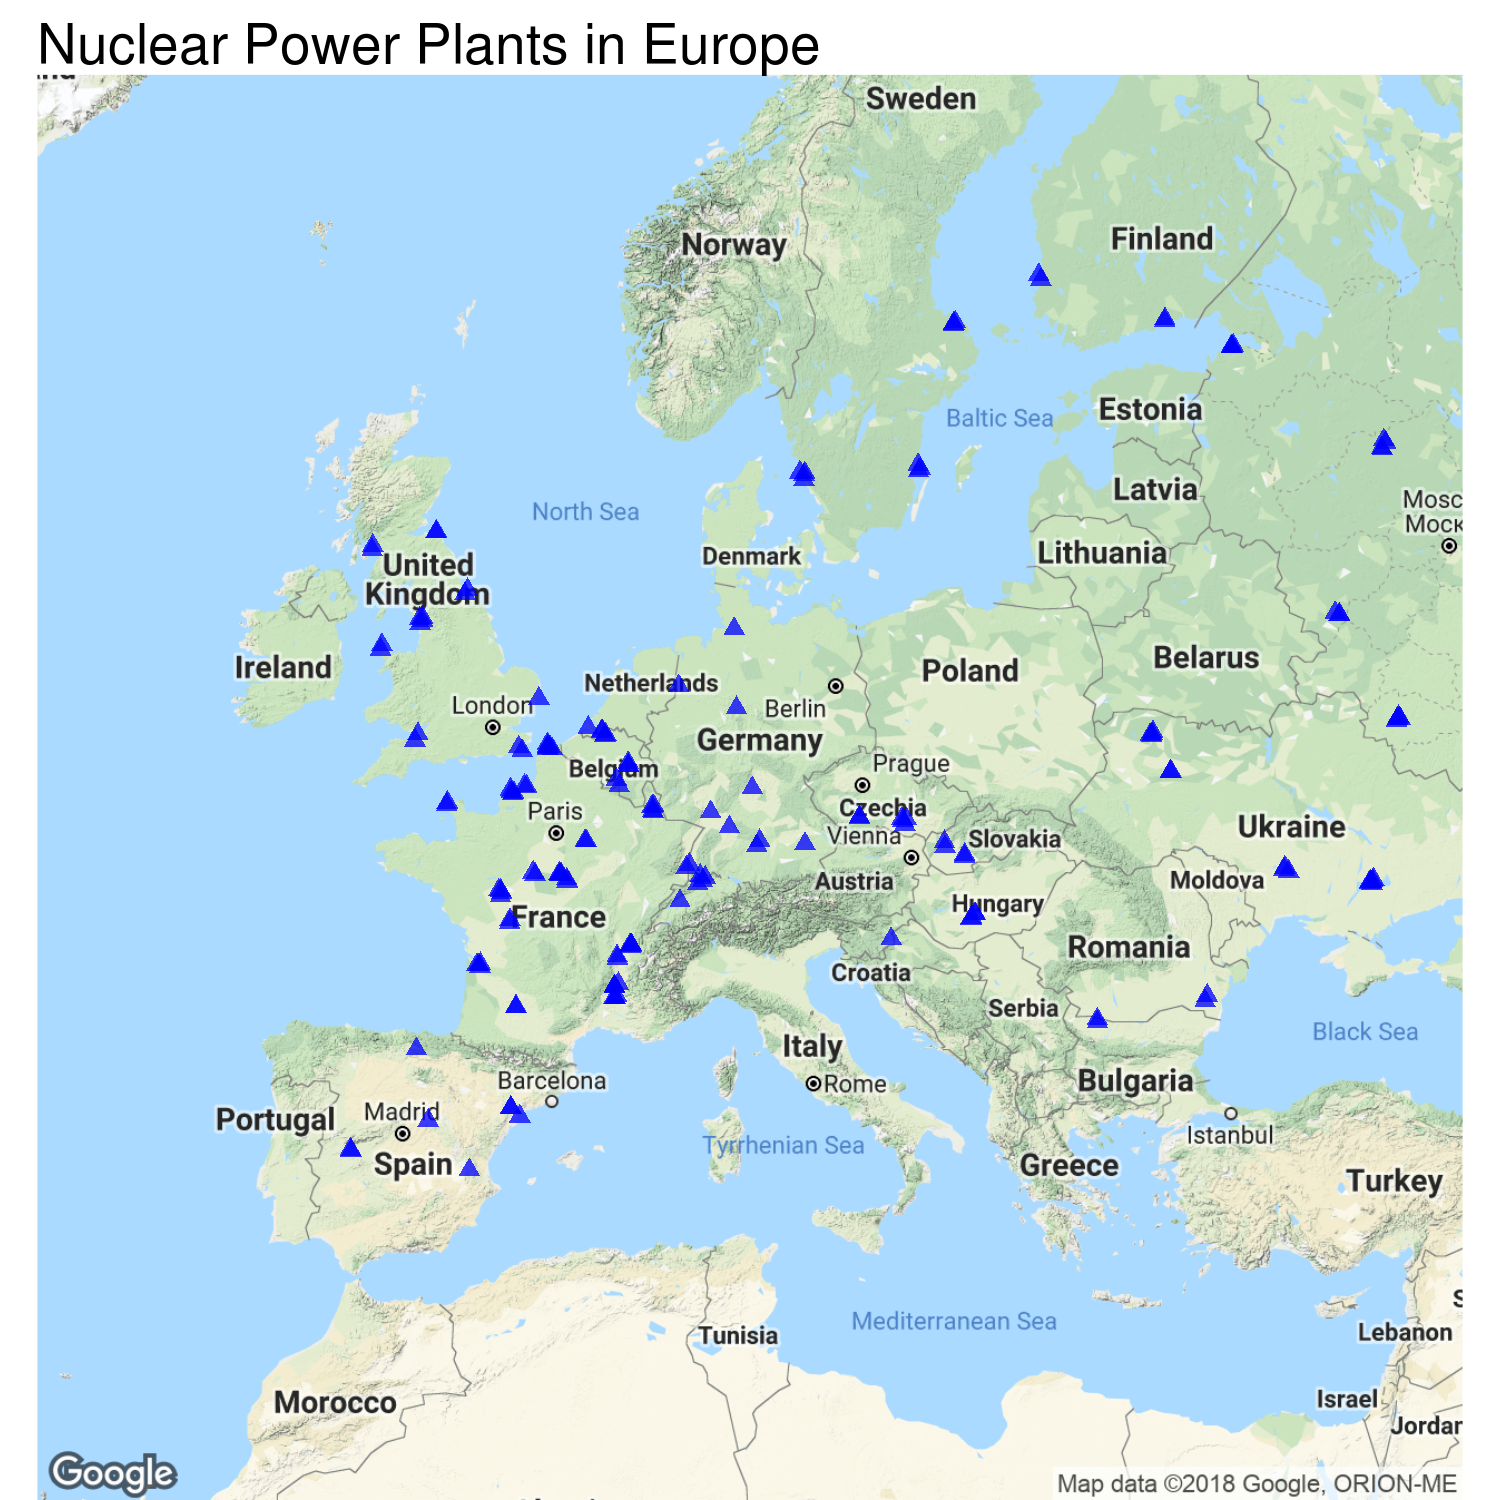 Nuclear Power Plants in Europe
Sweden
Norway
Finland
Baltic Sea
Estonia
Latvia
North Sea
Denmark
Lithuania
Mosc
Моск
United
Kingdom
Ireland
Netherlands
Poland
Belarus
London
Berlin
Germany
Belgium
Prague
Paris
Czechia
Vienna
Slovakia
Ukraine
Austria
Moldova
France
Hungary
Romania
Croatia
Serbia
Black Sea
Italy
Barcelona
Rome
Bulgaria
Portugal
Madrid
Istanbul
Spain
Tyrrhenian Sea
Greece
Turkey
Mediterranean Sea
Tunisia
Lebanon
Morocco
Israel
Jordar
Google
Map data ©2018 Google, ORION-ME